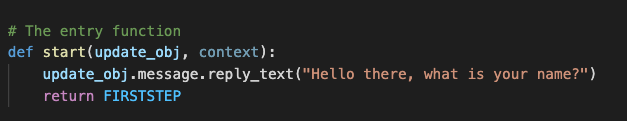 # The entry function
def start(update_obj, context):
    update_obj.message.reply_text("Hello there, what is your name?")
    return FIRSTSTEP